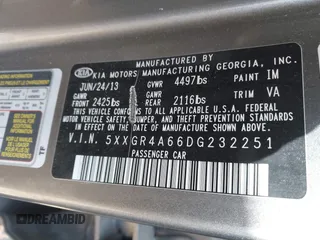 MANUFACTURED BY
KIA KIA MOTORS MANUFACTURING GEORGIA, INC.
JUN/24/13 GVWR 4497lbs PAINT IM
GAWR GAWR
FRONT 2425lbs REAR 2116lbs TRIM VA
THIS VEHICLE CONFORMS TO ALL APPLICABLE U.S.A. FEDERAL
MOTOR VEHICLE SAFETY, BUMPER, AND THEFT PREVENTION STANDARDS
IN EFFECT ON THE DATE OF MANUFACTURE SHOWN ABOVE.
V.I.N. 5XXGR4A66DG232251
PASSENGER CAR
DREAMBID